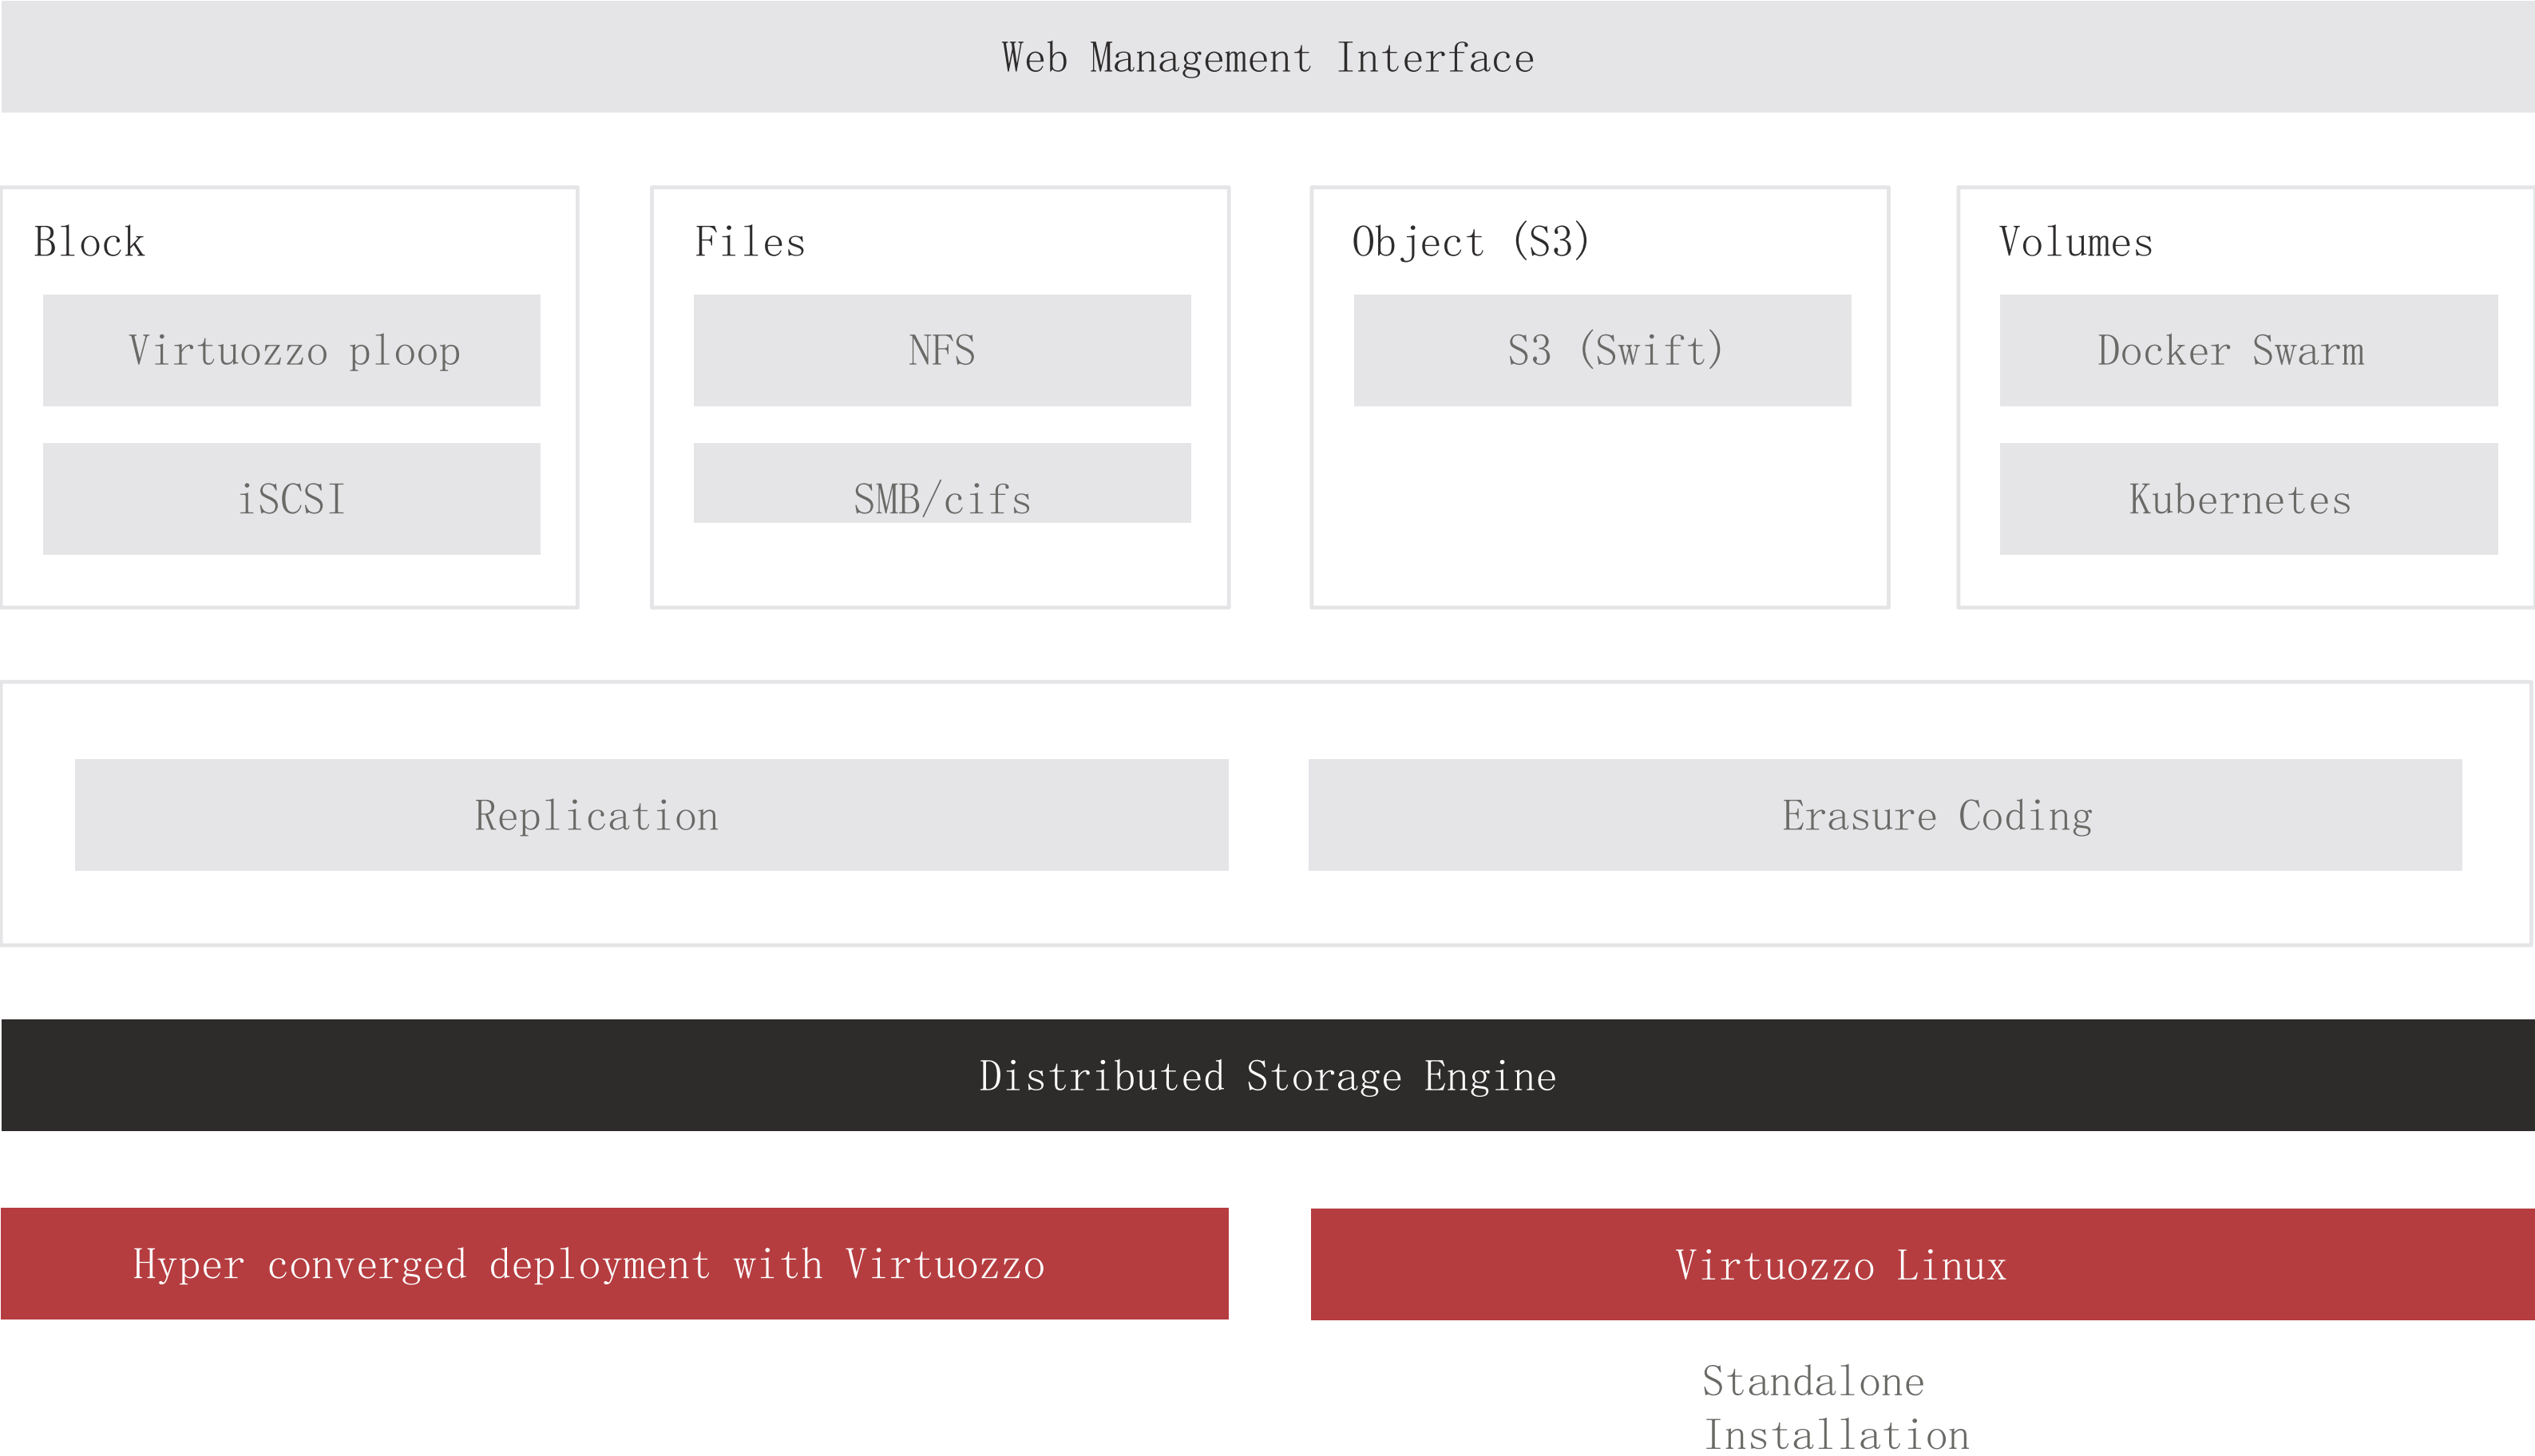 Web Management Interface
Block
Virtuozzo ploop
iSCSI
Files
NFS
SMB/cifs
Object (S3)
S3 (Swift)
Volumes
Docker Swarm
Kubernetes
Replication
Erasure Coding
Distributed Storage Engine
Hyper converged deployment with Virtuozzo
Virtuozzo Linux
Standalone
Installation